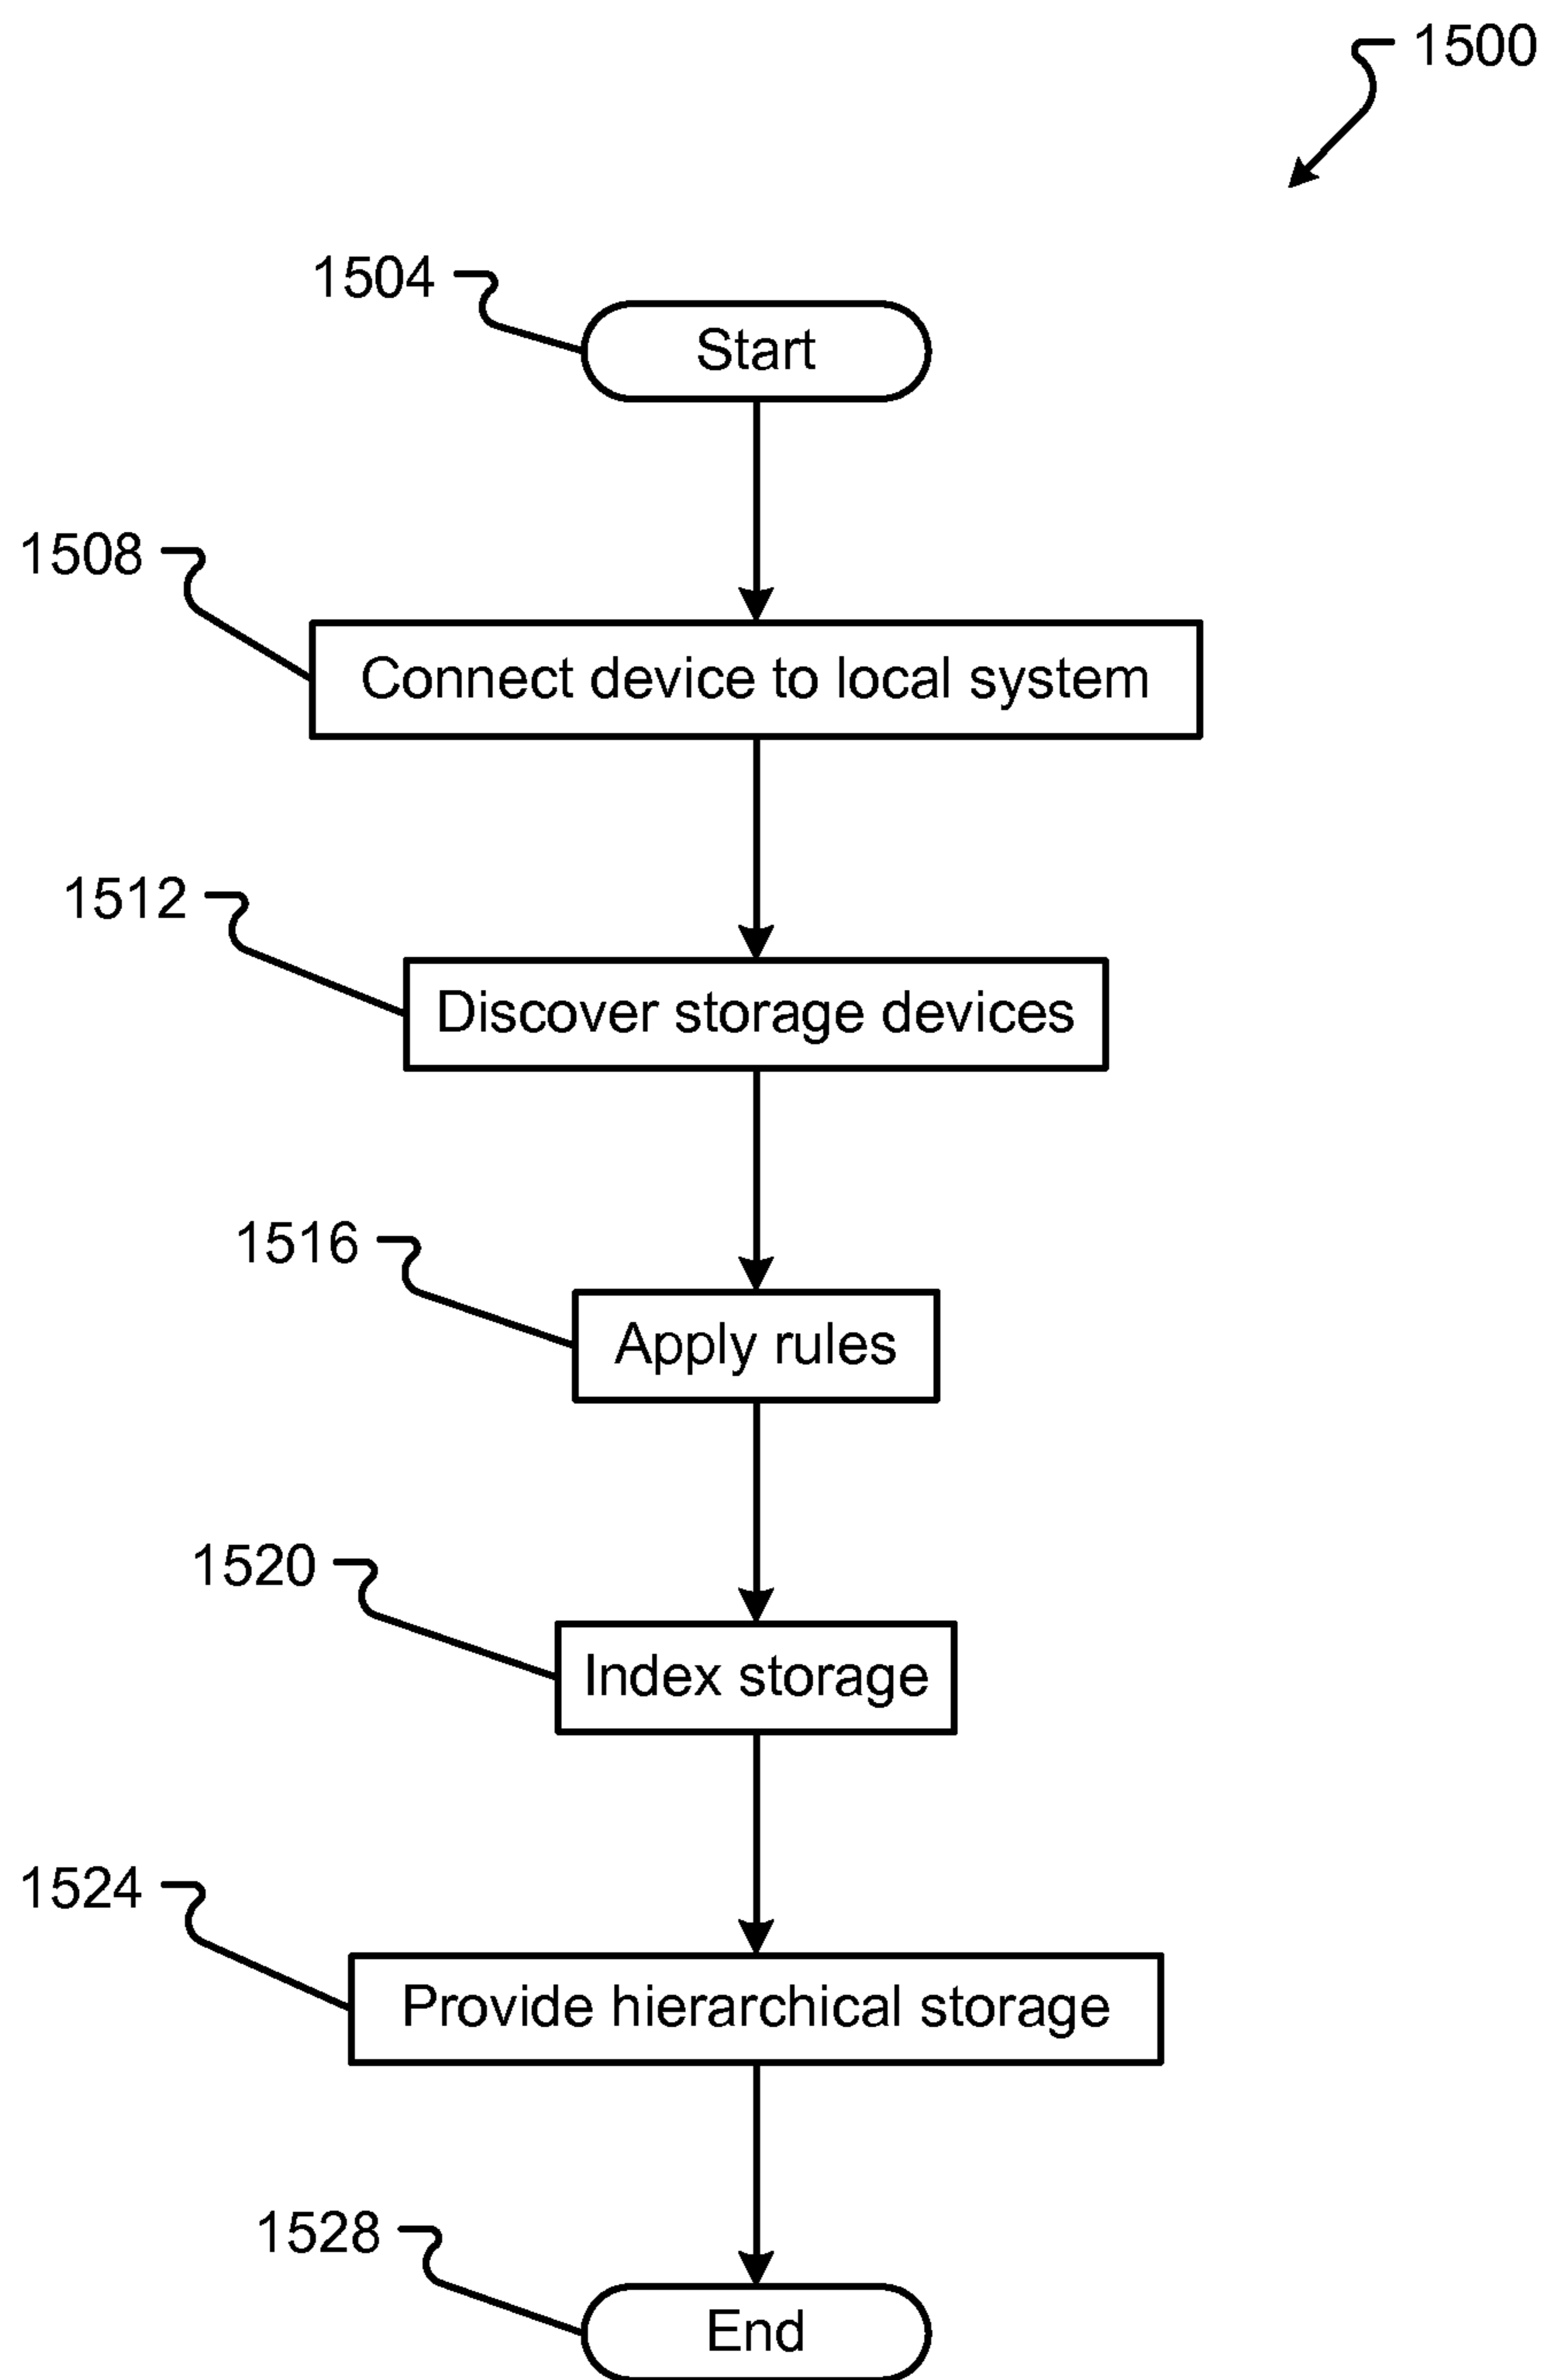 1500
1504
Start
1508
Connect device to local system
1512
Discover storage devices
1516
Apply rules
1520
Index storage
1524
Provide hierarchical storage
1528
End